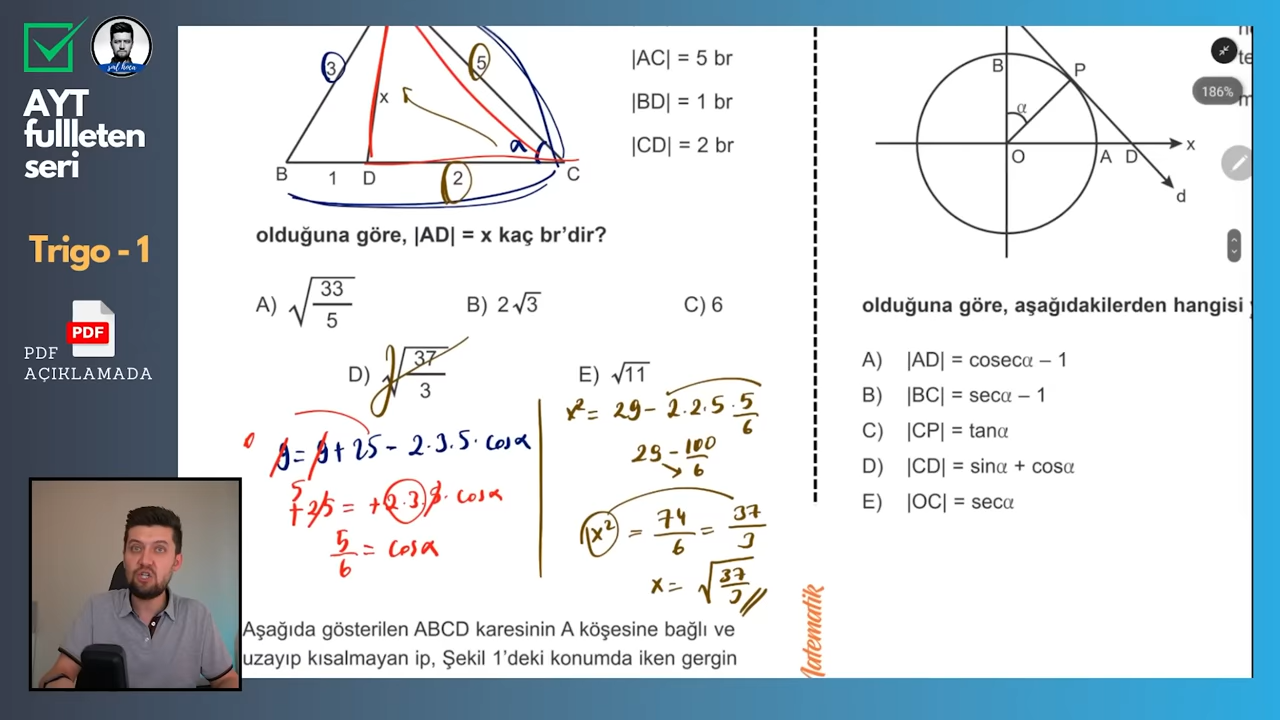 AYT
fullleten
seri
Trigo - 1
PDF
PDF
AÇIKLAMADA
3
5
x
α
B
1
D
2
C
|AC| = 5 br
|BD| = 1 br
|CD| = 2 br
olduğuna göre, |AD| = x kaç br'dir?
A) √33/5
B) 2√3
C) 6
D) √37/3
E) √11
9 = 9 + 25 - 2.3.5. cosα
5
+25 = +2.3.5. cosα
5/6 = cosα
x² = 29 - 2.2.5. 5/6
29 - 100/6
x² = 74/6 = 37/3
x = √37/3
Aşağıda gösterilen ABCD karesinin A köşesine bağlı ve
uzayıp kısalmayan ip, Şekil 1'deki konumda iken gergin
Matematik
B
P
α
O
A
D
x
d
186%
olduğuna göre, aşağıdakilerden hangisi
A) |AD| = cosecα – 1
B) |BC| = secα – 1
C) |CP| = tanα
D) |CD| = sinα + cosα
E) |OC| = secα